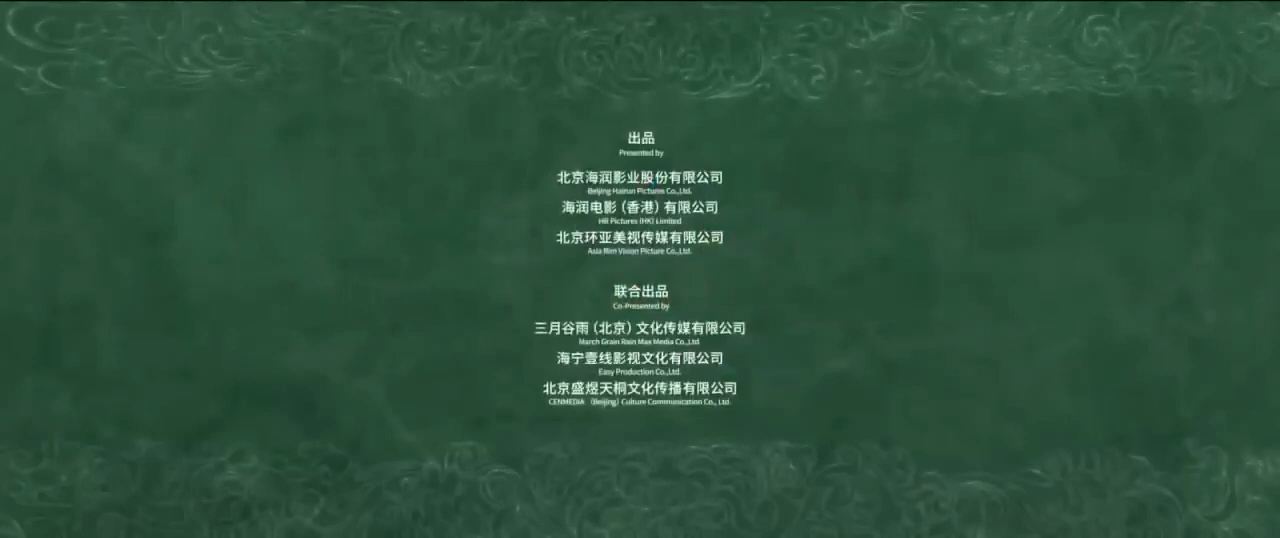 出品
Presented by
北京海润影业股份有限公司
Beijing Hairun Pictures Co.,Ltd.
海润电影（香港）有限公司
HR Pictures (HK) Limited
北京环亚美视传媒有限公司
Asia Rim Vision Picture Co.,Ltd.
联合出品
Co-Presented by
三月谷雨（北京）文化传媒有限公司
March Grain Rain Max Media Co.,Ltd.
海宁壹线影视文化有限公司
Easy Production Co.,Ltd.
北京盛煜天桐文化传播有限公司
CENMEDIA （Beijing) Culture Communication Co., Ltd.